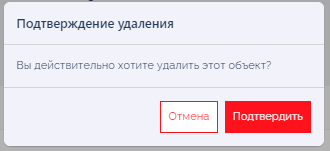 Подтверждение удаления
Вы действительно хотите удалить этот объект?
Отмена
Подтвердить